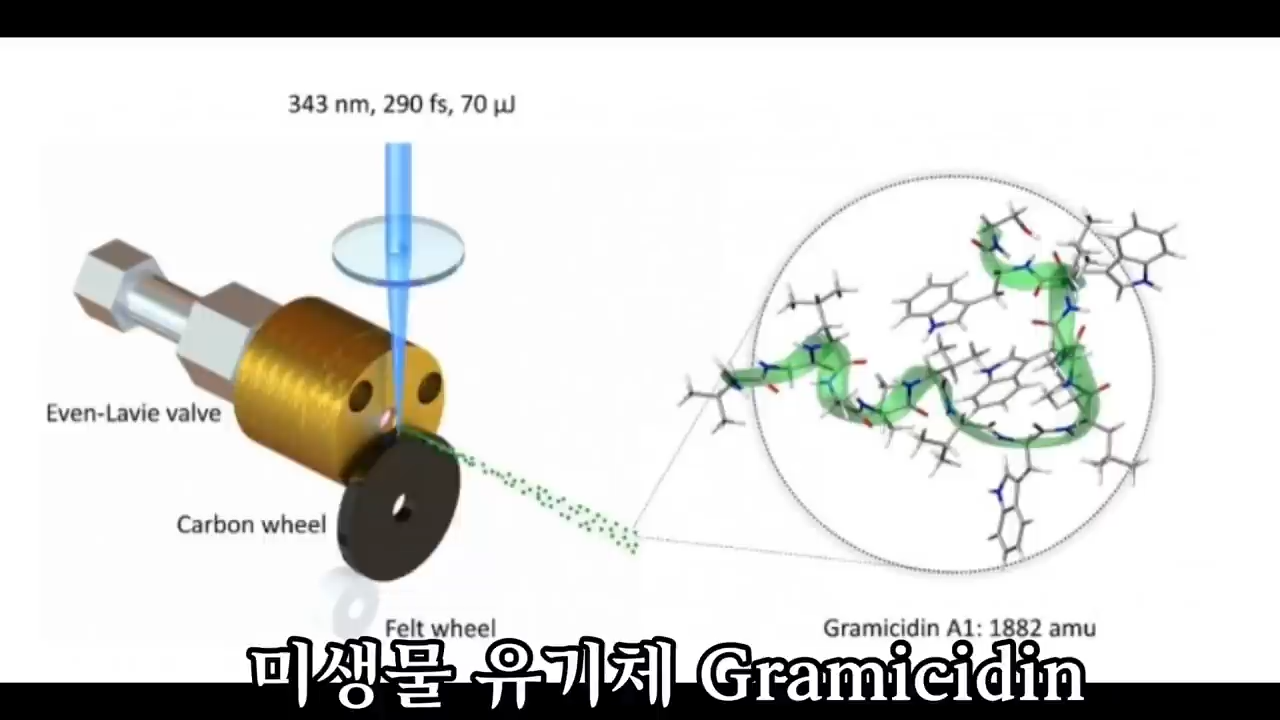 343 nm, 290 fs, 70 µJ
Even-Lavie valve
Carbon wheel
Felt wheel
Gramicidin A1: 1882 amu
미생물 유기체 Gramicidin